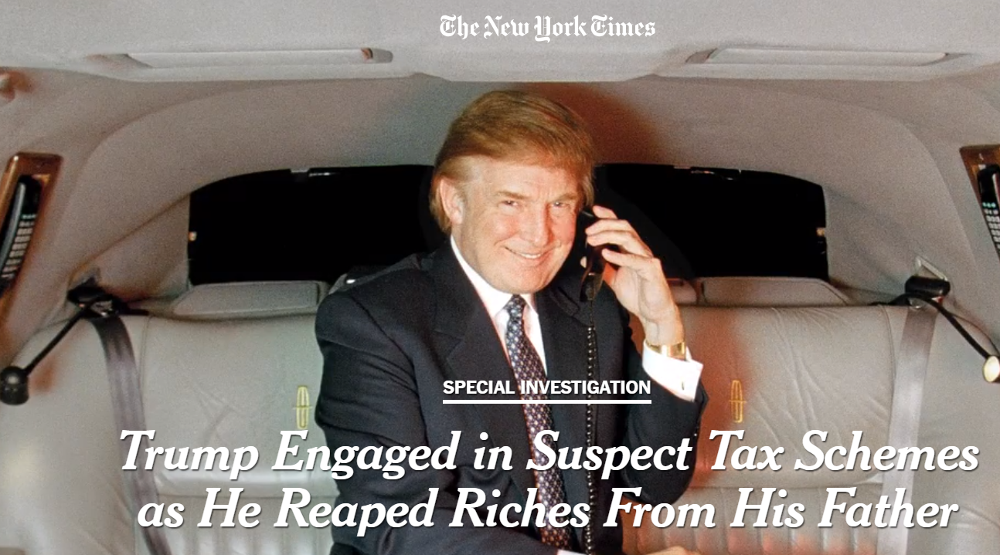 The New York Times
SPECIAL INVESTIGATION
Trump Engaged in Suspect Tax Schemes
as He Reaped Riches From His Father